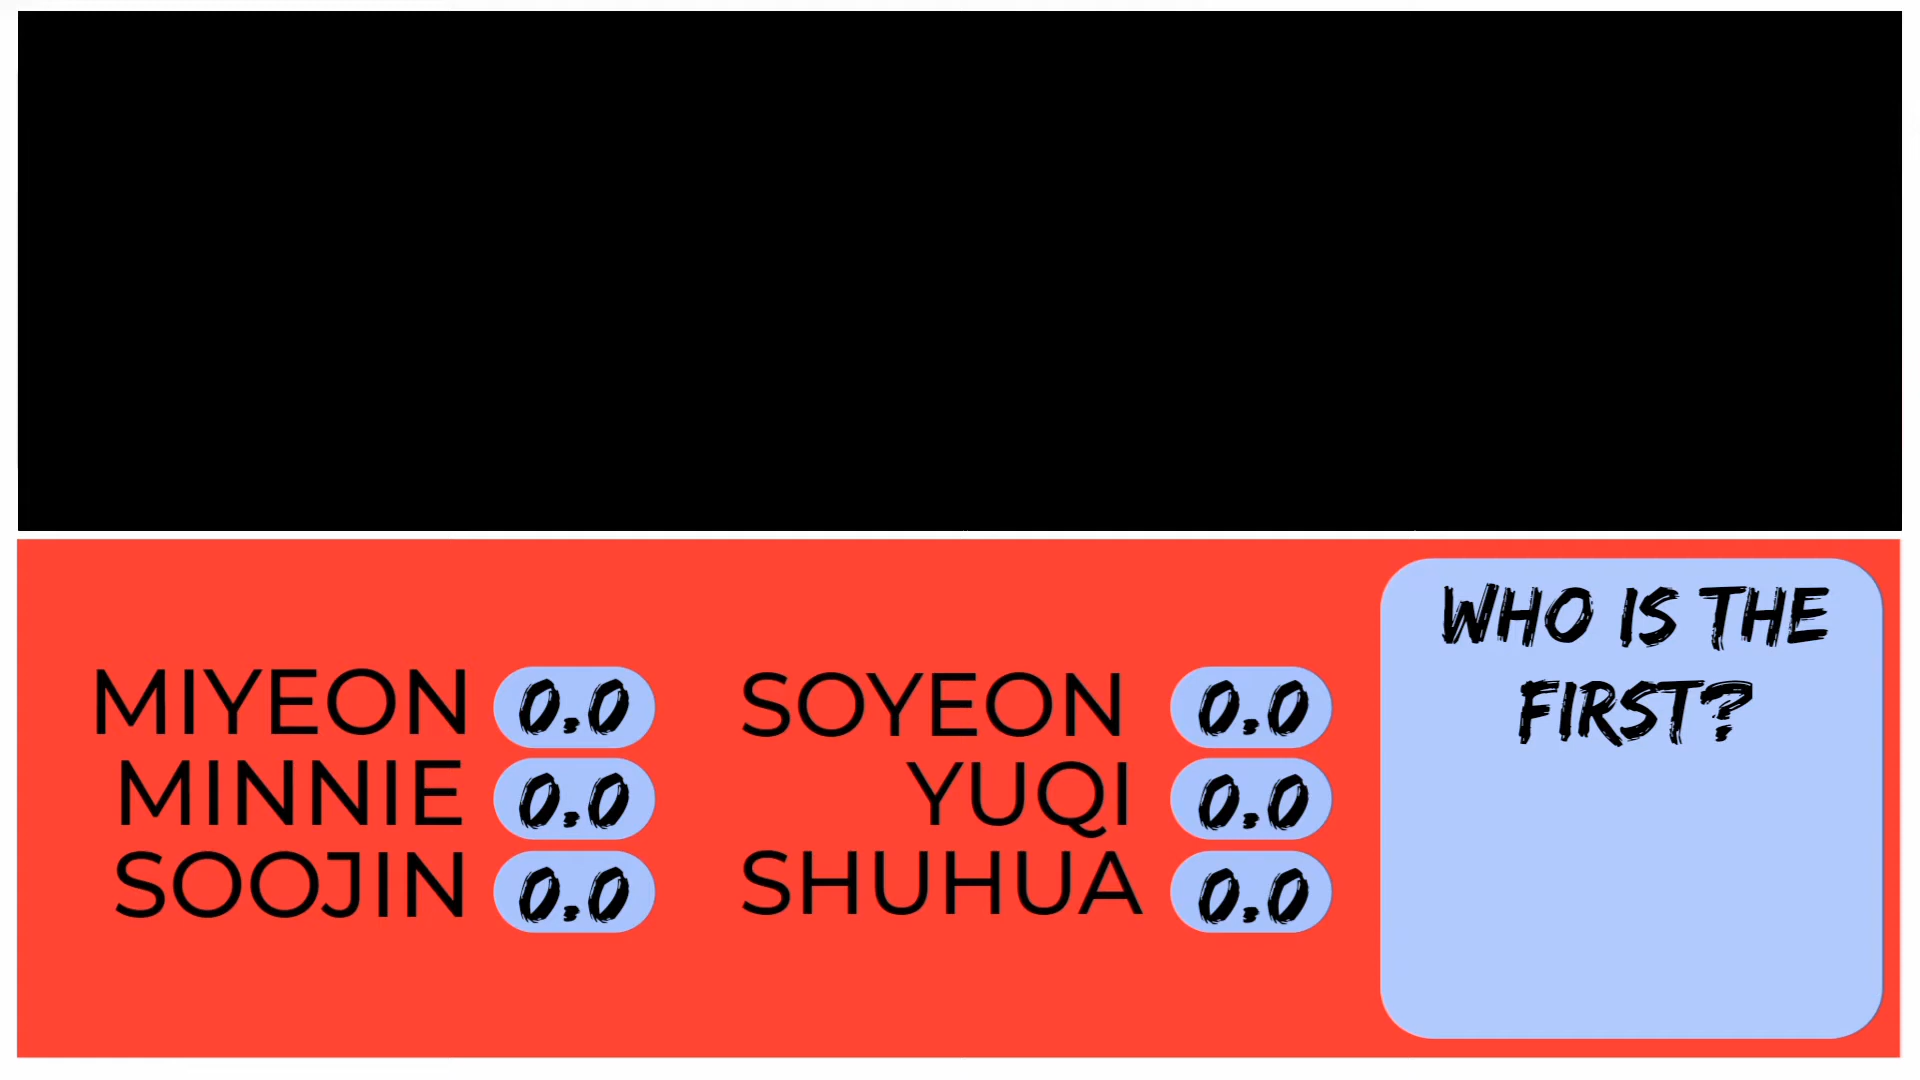 MIYEON 0.0
MINNIE 0.0
SOOJIN 0.0
SOYEON 0.0
YUQI 0.0
SHUHUA 0.0
WHO IS THE
FIRST?